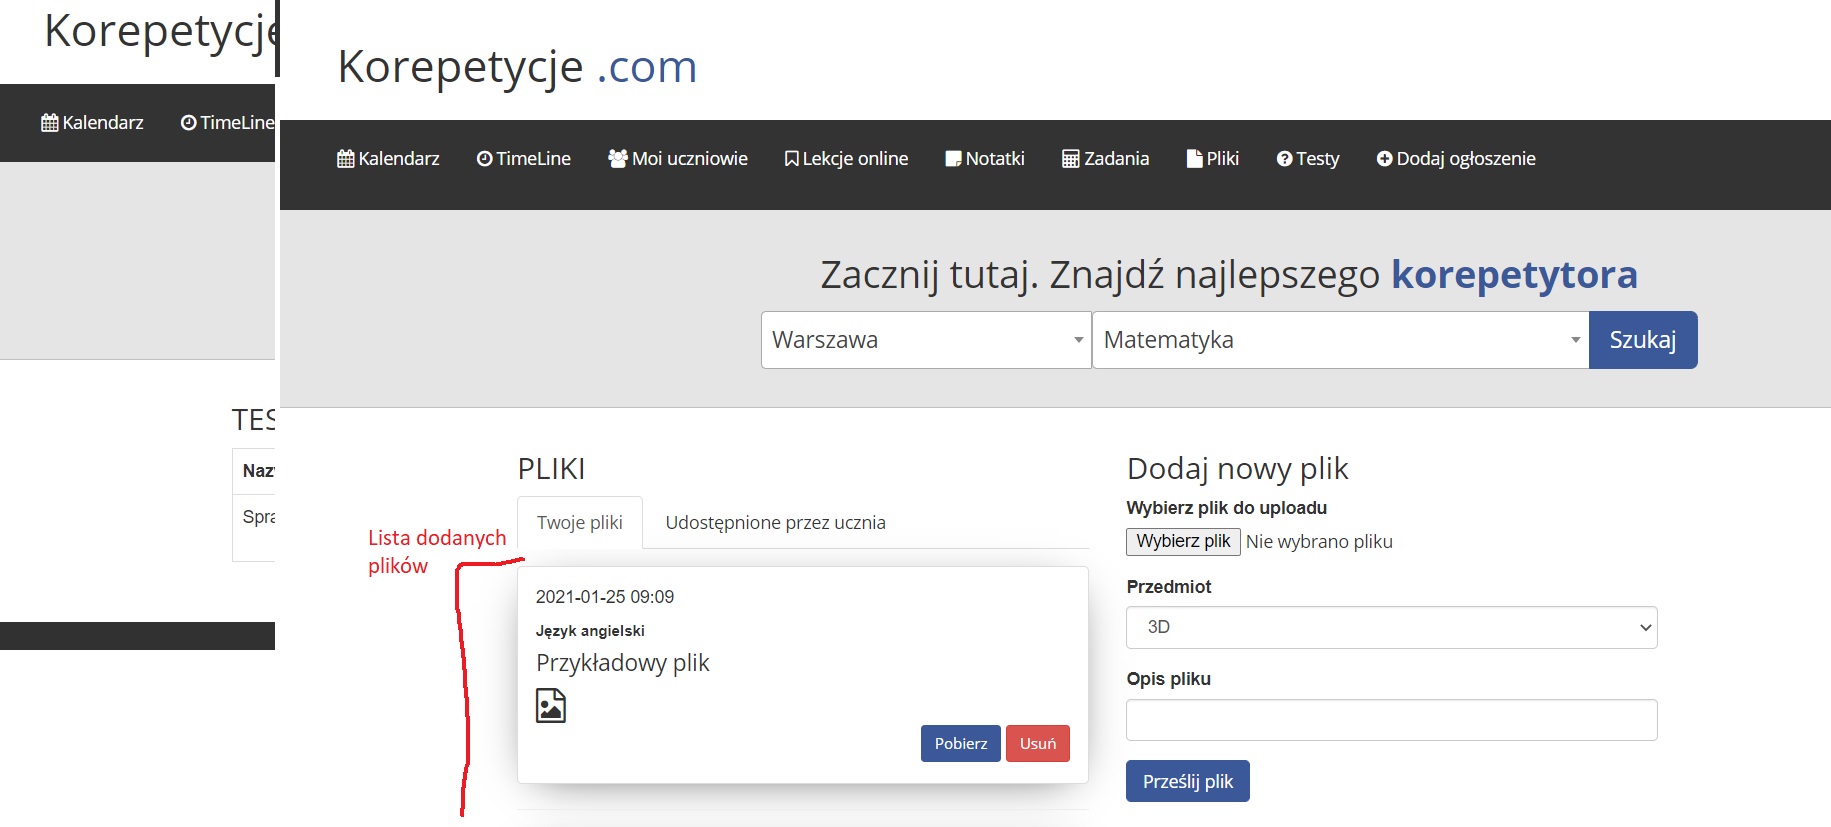 Korepetycje
Kalendarz TimeLine
TES
Spra
Korepetycje .com
Kalendarz TimeLine Moi uczniowie Lekcje online Notatki Zadania Pliki Testy Dodaj ogłoszenie
Zacznij tutaj. Znajdź najlepszego korepetytora
Warszawa Matematyka Szukaj
PLIKI
Twoje pliki Udostępnione przez ucznia
Lista dodanych
plików
2021-01-25 09:09
Język angielski
Przykładowy plik
Pobierz Usuń
Dodaj nowy plik
Wybierz plik do uploadu
Wybierz plik Nie wybrano pliku
Przedmiot
3D
Opis pliku
Prześlij plik